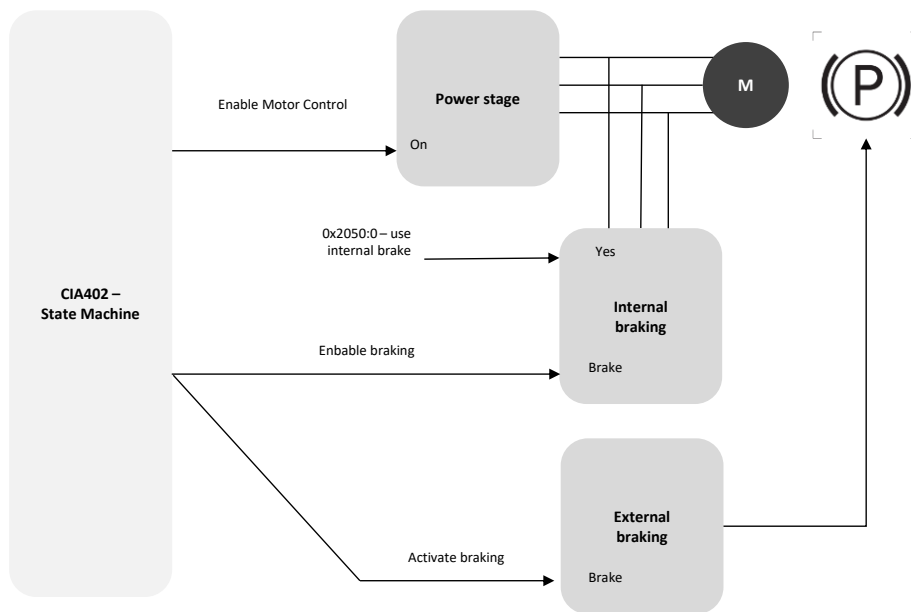 Enable Motor Control
Power stage
On
M
P
0x2050:0 – use
internal brake
Yes
CIA402 –
State Machine
Internal
braking
Enbable braking
Brake
External
braking
Activate braking
Brake